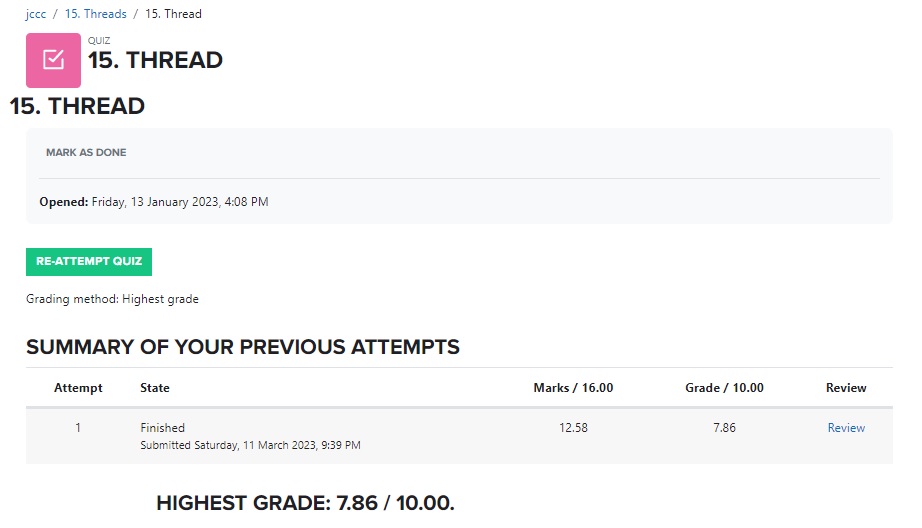 jccc / 15. Threads / 15. Thread
QUIZ
15. THREAD
15. THREAD
MARK AS DONE
Opened: Friday, 13 January 2023, 4:08 PM
RE-ATTEMPT QUIZ
Grading method: Highest grade
SUMMARY OF YOUR PREVIOUS ATTEMPTS
Attempt State Marks / 16.00 Grade / 10.00 Review
1 Finished 12.58 7.86 Review
Submitted Saturday, 11 March 2023, 9:39 PM
HIGHEST GRADE: 7.86 / 10.00.